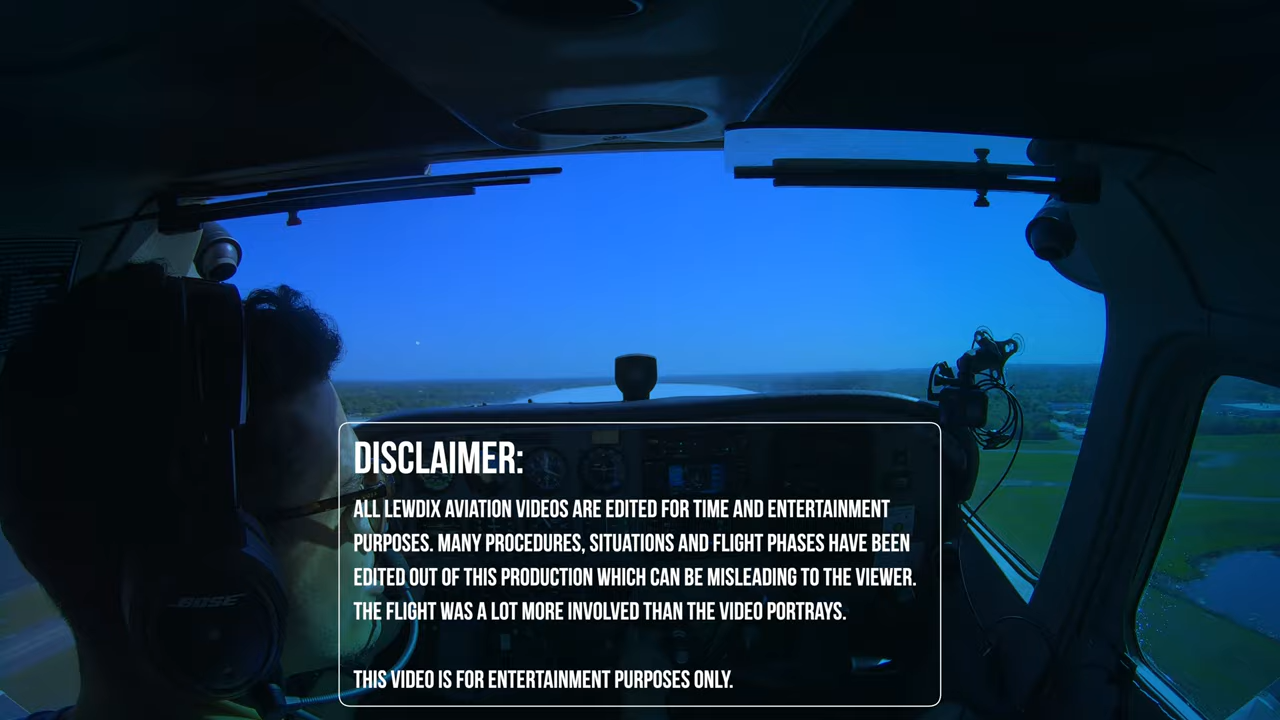 DISCLAIMER:
ALL LEWDIX AVIATION VIDEOS ARE EDITED FOR TIME AND ENTERTAINMENT
PURPOSES. MANY PROCEDURES, SITUATIONS AND FLIGHT PHASES HAVE BEEN
EDITED OUT OF THIS PRODUCTION WHICH CAN BE MISLEADING TO THE VIEWER.
THE FLIGHT WAS A LOT MORE INVOLVED THAN THE VIDEO PORTRAYS.
THIS VIDEO IS FOR ENTERTAINMENT PURPOSES ONLY.
BOSE